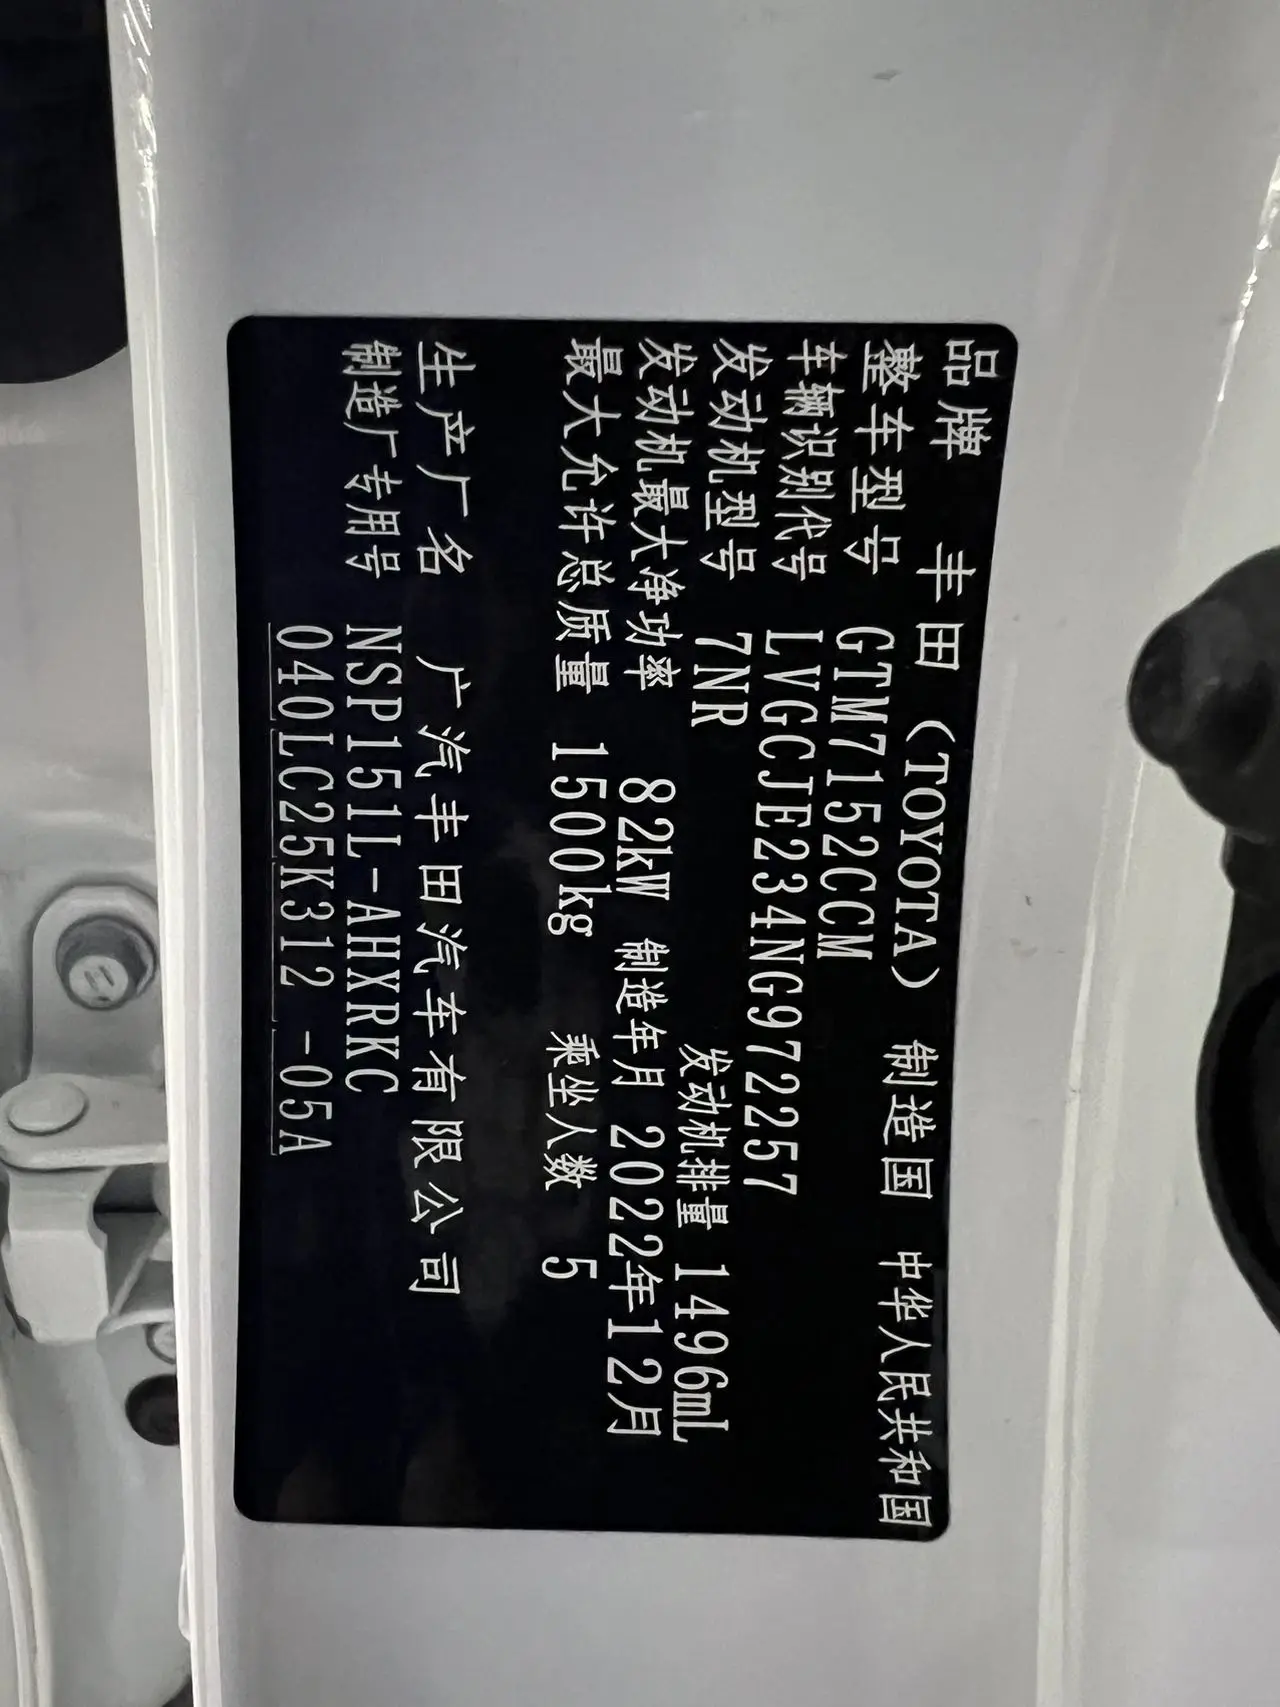 品牌 丰田 (TOYOTA) 制造国 中华人民共和国
整车型号 GTM7152CCM
车辆识别代号 LVGCJE234NG972257
发动机型号 7NR 发动机排量 1496mL
发动机最大净功率 82kW 制造年月 2022年12月
最大允许总质量 1500kg 乘坐人数 5
生产厂名 广汽丰田汽车有限公司
制造厂专用号 NSP151L-AHXRKC
040LC25K312 -05A